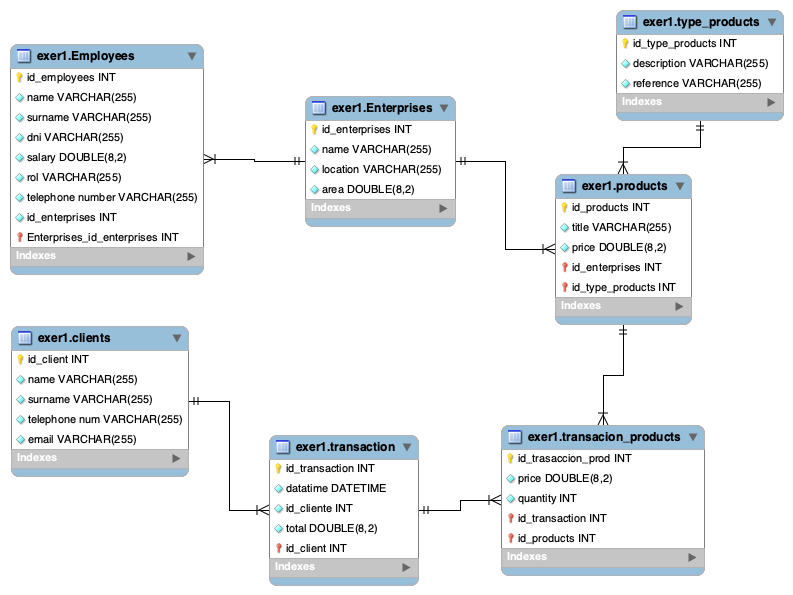 exer1.type_products
id_type_products INT
description VARCHAR(255)
reference VARCHAR(255)
Indexes
exer1.Employees
id_employees INT
name VARCHAR(255)
surname VARCHAR(255)
dni VARCHAR(255)
salary DOUBLE(8,2)
rol VARCHAR(255)
telephone number VARCHAR(255)
id_enterprises INT
Enterprises_id_enterprises INT
Indexes
exer1.Enterprises
id_enterprises INT
name VARCHAR(255)
location VARCHAR(255)
area DOUBLE(8,2)
Indexes
exer1.products
id_products INT
title VARCHAR(255)
price DOUBLE(8,2)
id_enterprises INT
id_type_products INT
Indexes
exer1.clients
id_client INT
name VARCHAR(255)
surname VARCHAR(255)
telephone num VARCHAR(255)
email VARCHAR(255)
Indexes
exer1.transaction
id_transaction INT
datatime DATETIME
id_cliente INT
total DOUBLE(8,2)
id_client INT
Indexes
exer1.transacion_products
id_trasaccion_prod INT
price DOUBLE(8,2)
quantity INT
id_transaction INT
id_products INT
Indexes